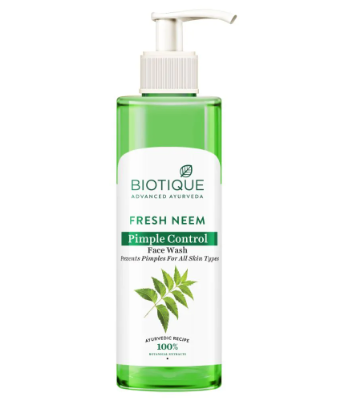 BIOTIQUE
ADVANCED AYURVEDA
FRESH NEEM
Pimple Control
Face Wash
Prevents Pimples For All Skin Types
AYURVEDIC RECIPE
100%